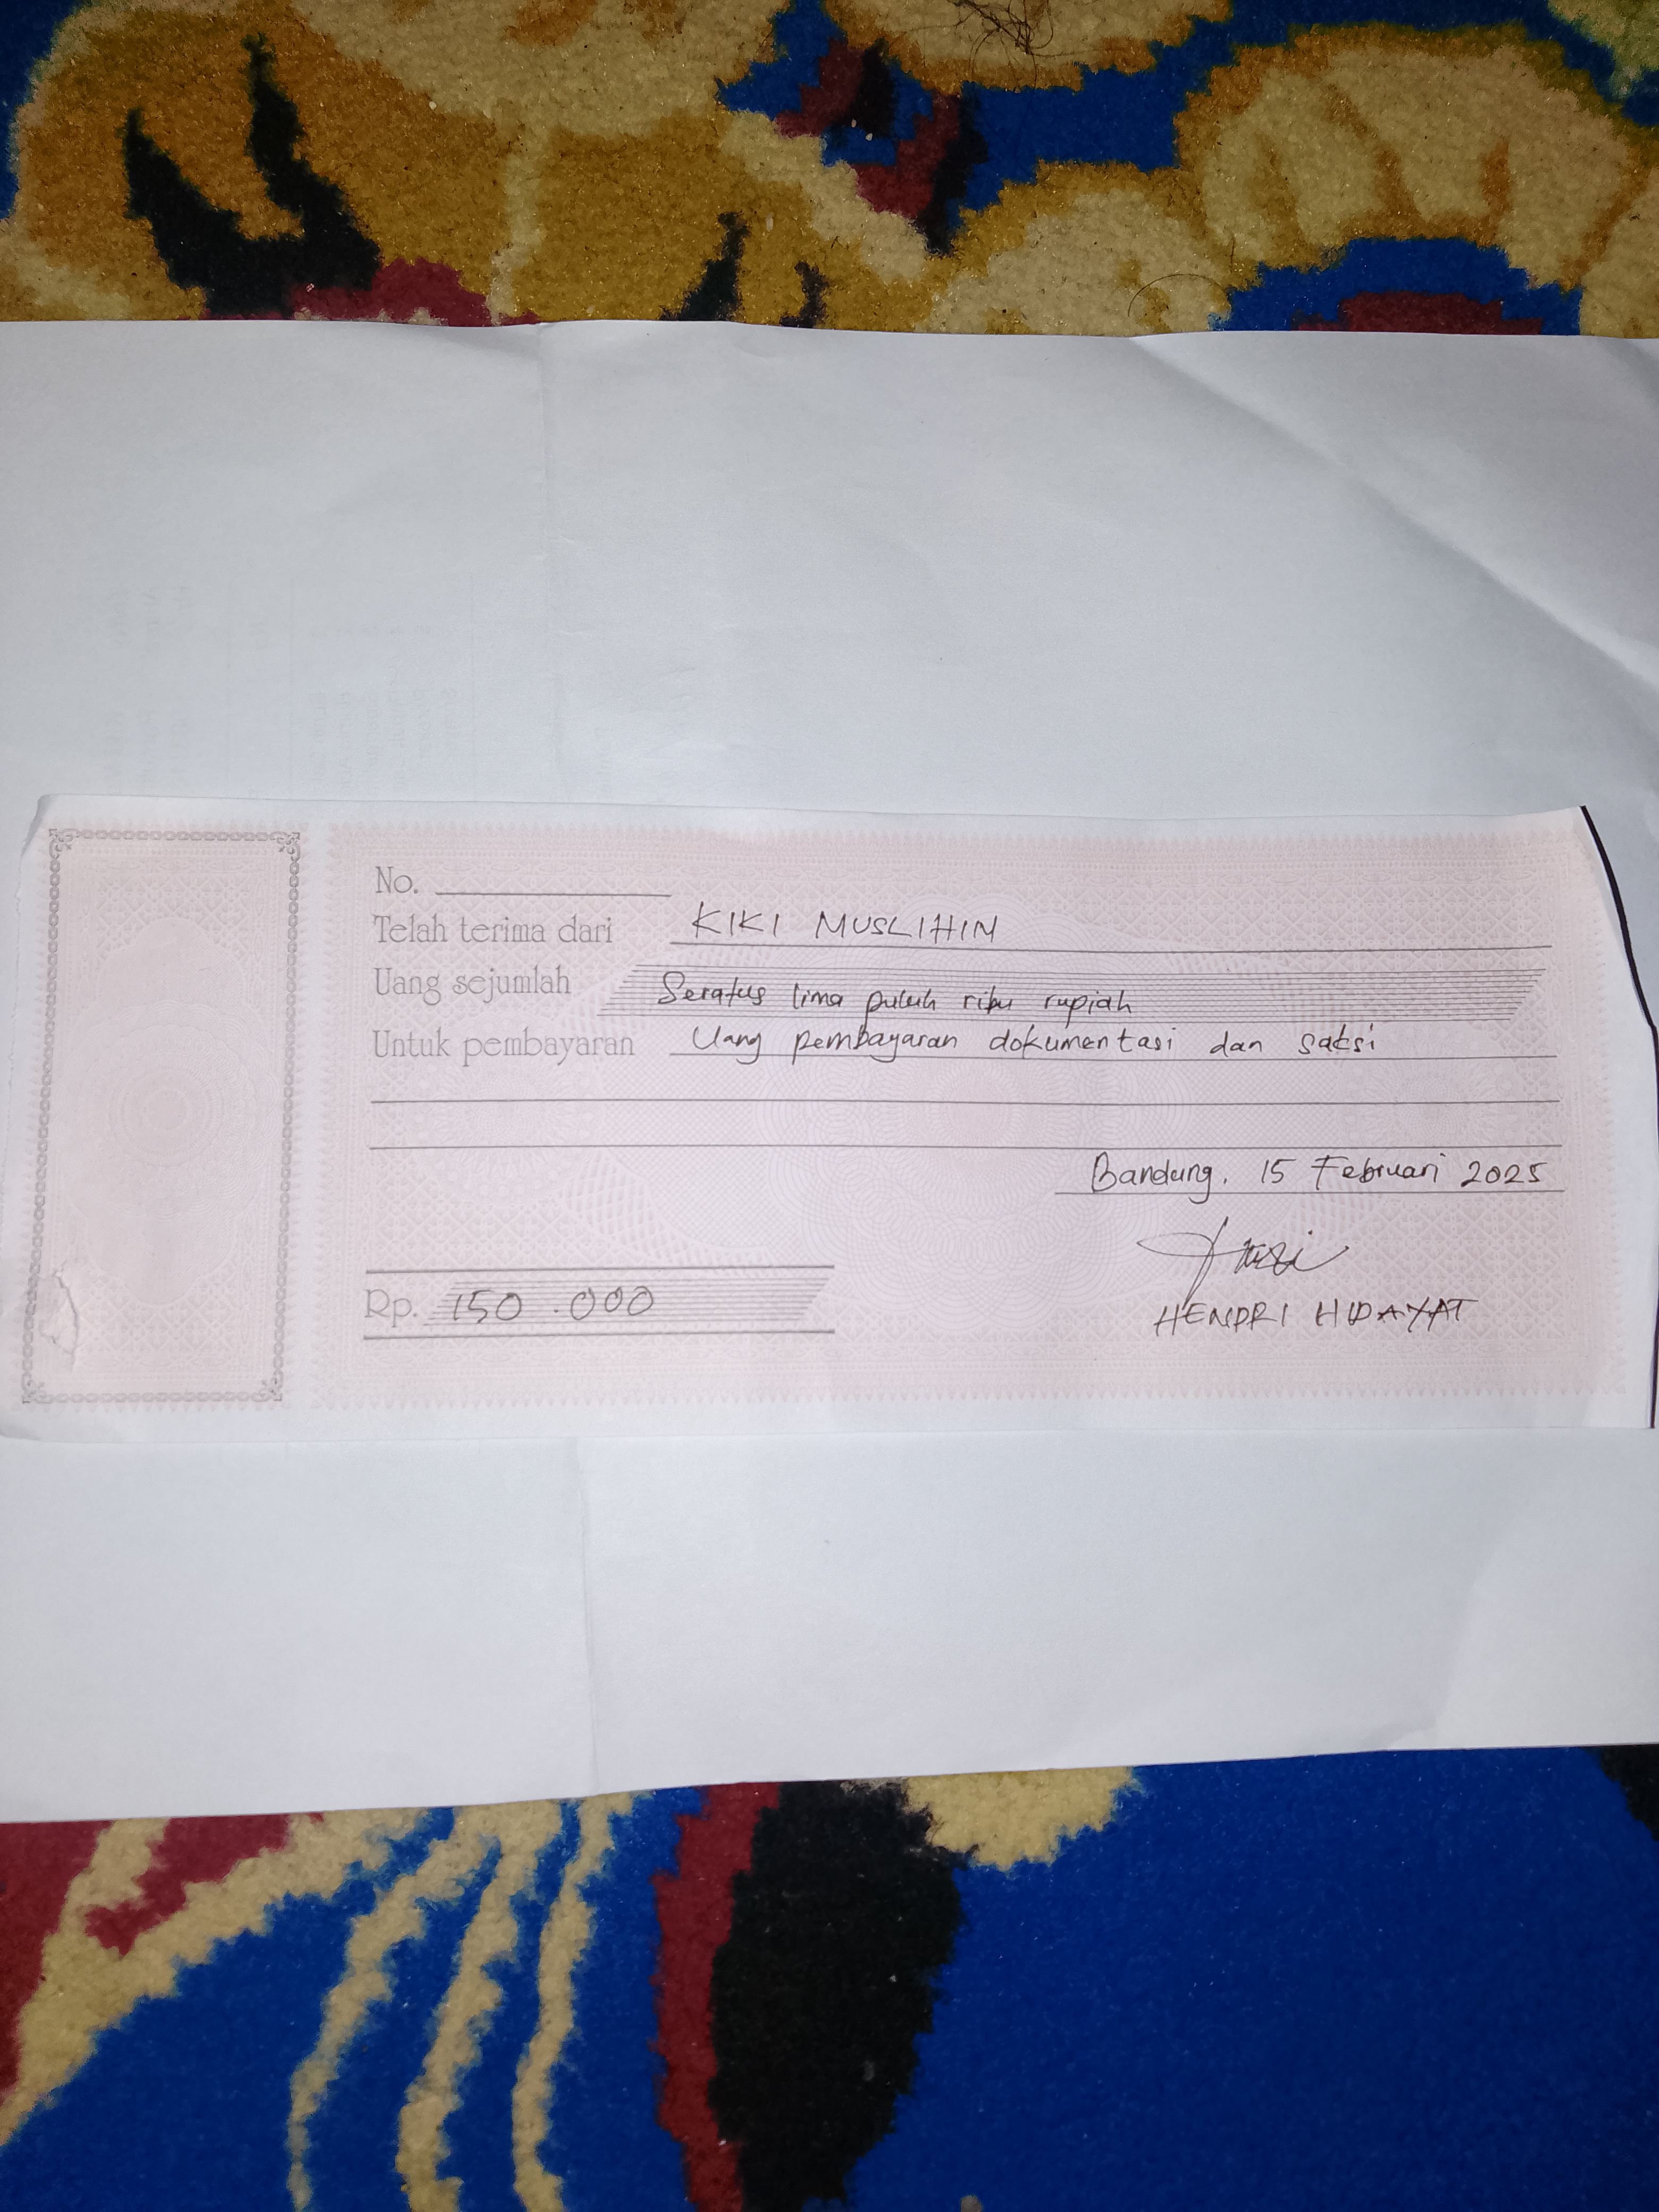 No.
Telah terima dari KIKI MUSLIHIN
Uang sejumlah Seratus lima puluh ribu rupiah
Untuk pembayaran Uang pembayaran dokumentasi dan saksi
Bandung, 15 Februari 2025
Rp. 150.000
HENDRI HIDAYAT